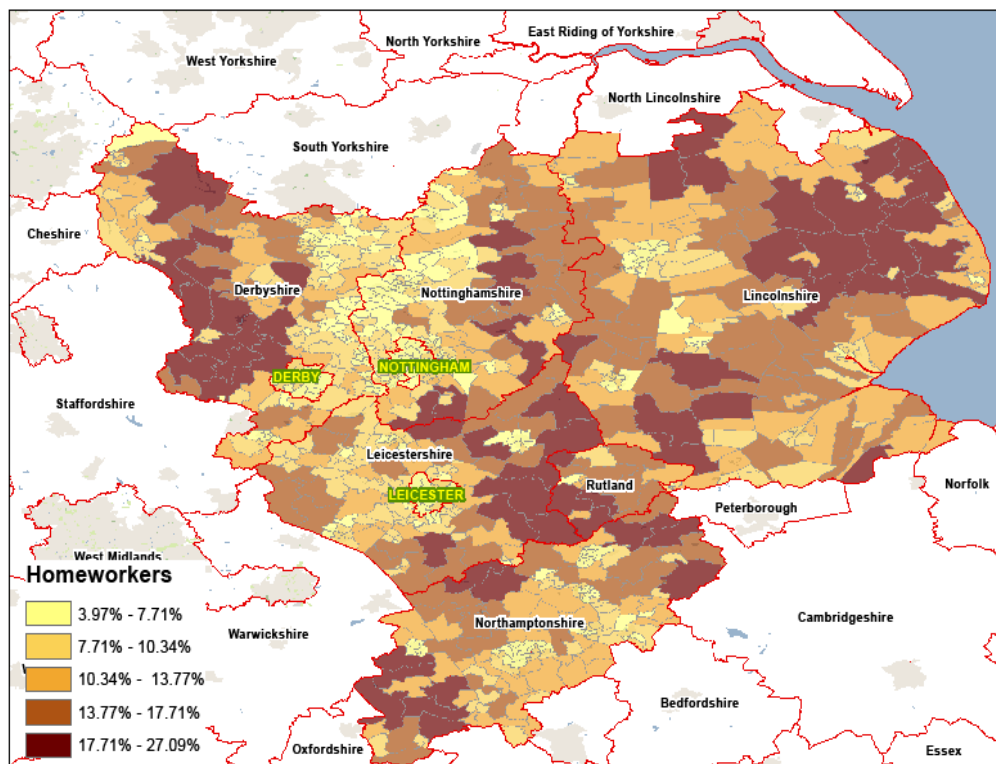 East Riding of Yorkshire
North Yorkshire
West Yorkshire
North Lincolnshire
South Yorkshire
Cheshire
Derbyshire
Nottinghamshire
Lincolnshire
DERBY
NOTTINGHAM
Staffordshire
Leicestershire
LEICESTER
Rutland
Norfolk
Peterborough
West Midlands
Homeworkers
3.97% - 7.71%
7.71% - 10.34%
10.34% - 13.77%
13.77% - 17.71%
17.71% - 27.09%
Warwickshire
Northamptonshire
Cambridgeshire
Bedfordshire
Oxfordshire
Essex